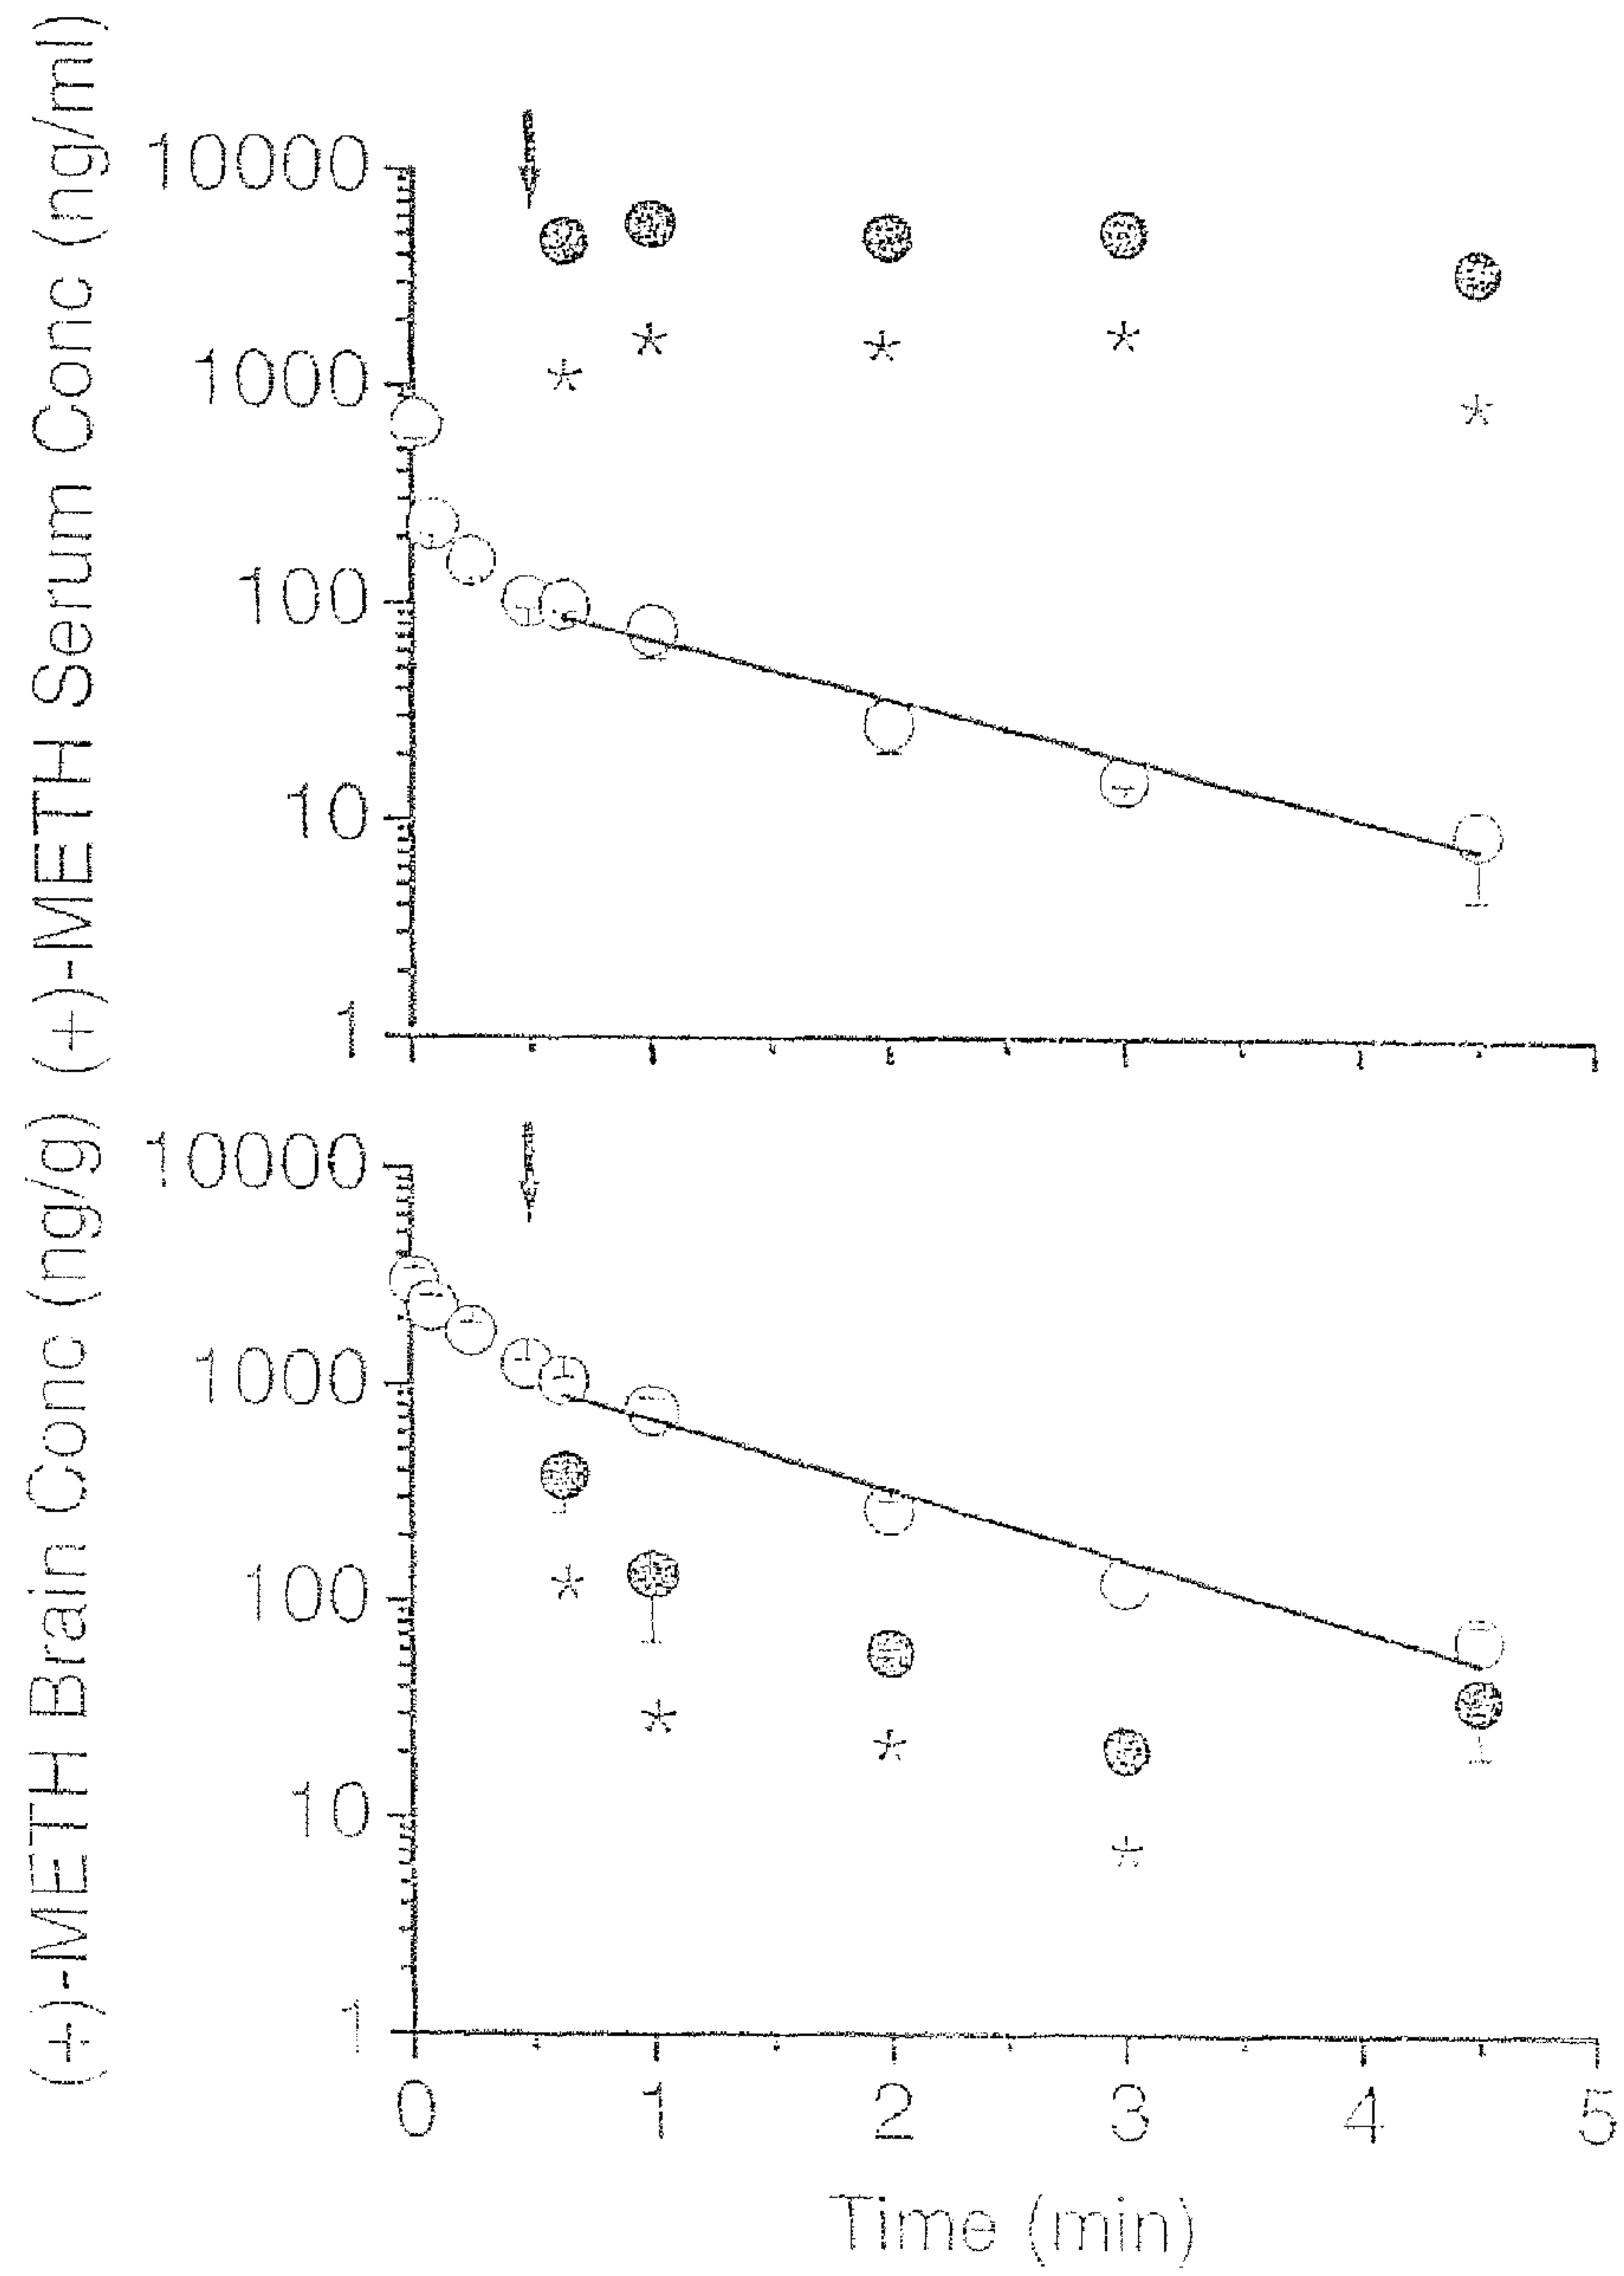 (+)-METH Serum Conc (ng/ml)
10000
1000
100
10
1
(+)-METH Brain Conc (ng/g)
10000
1000
100
10
1
0 1 2 3 4 5
Time (min)